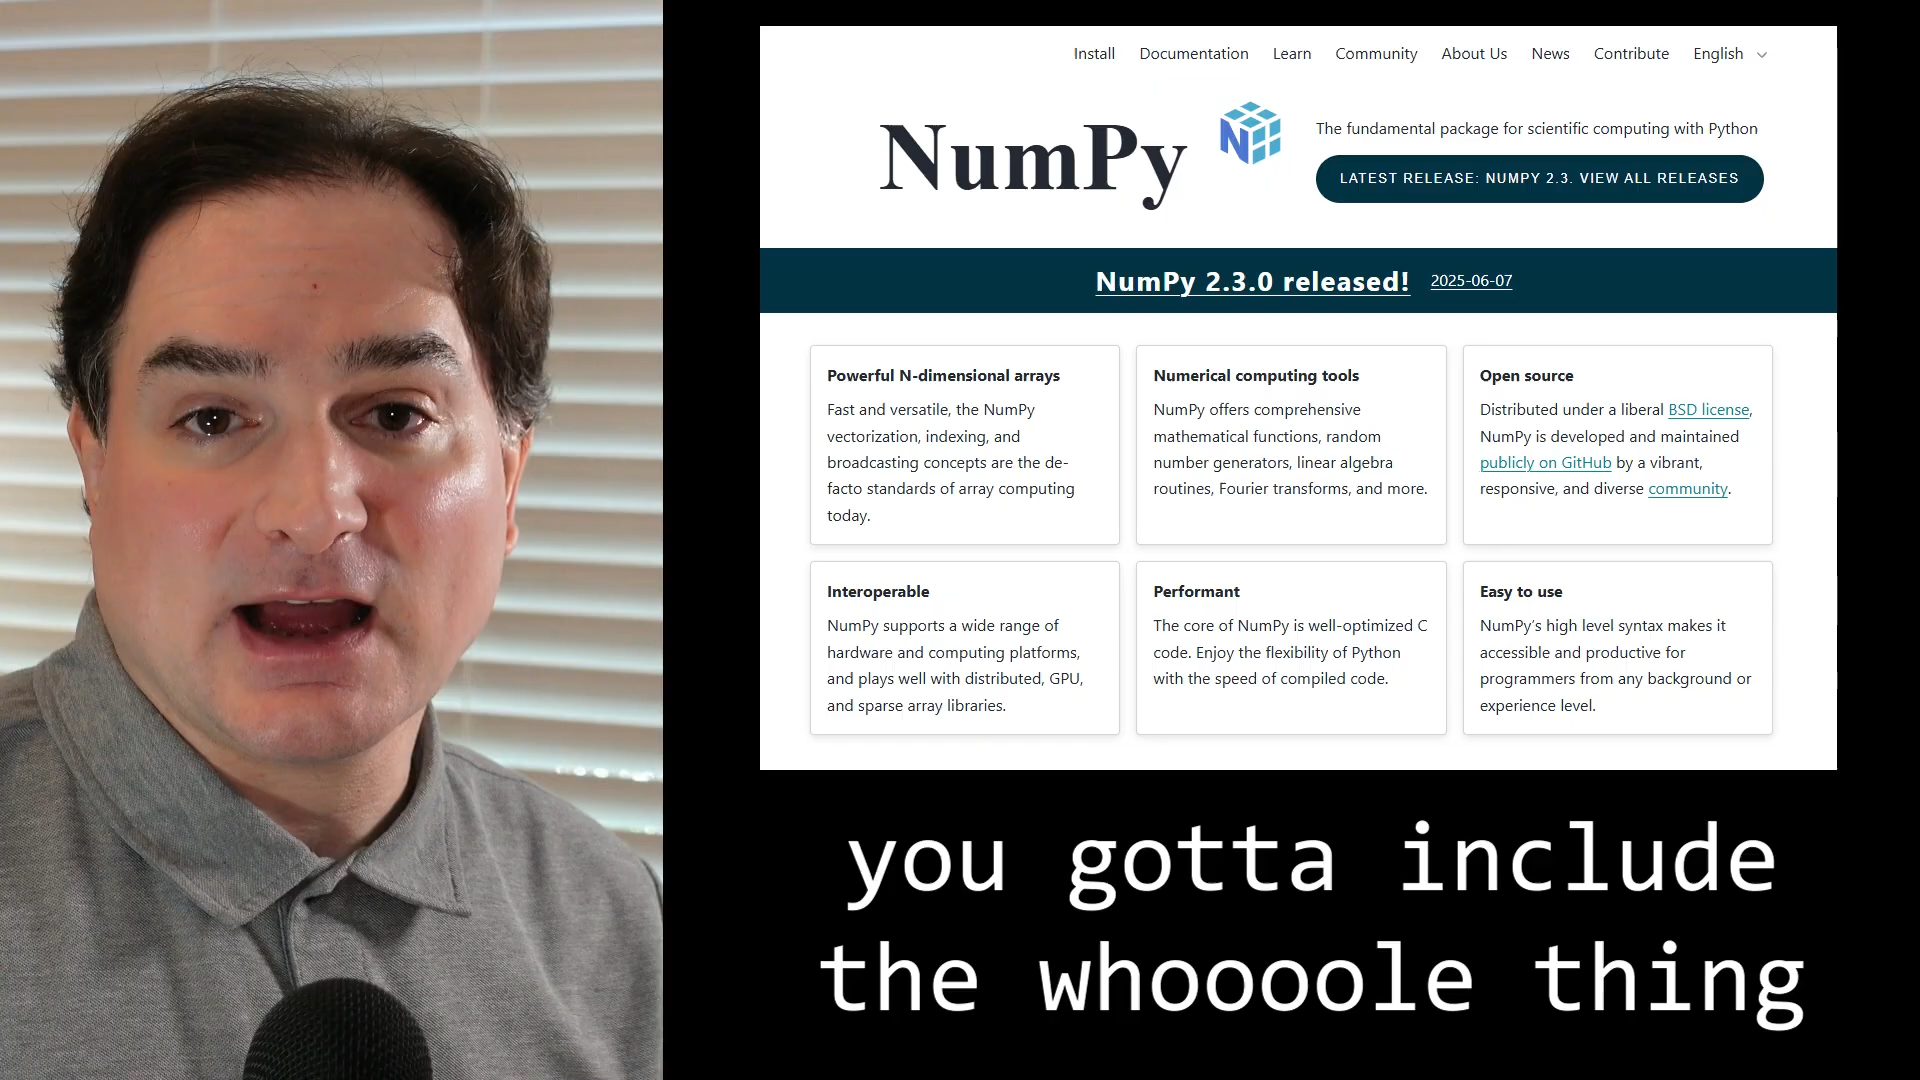 Install Documentation Learn Community About Us News Contribute English
NumPy
N
The fundamental package for scientific computing with Python
LATEST RELEASE: NUMPY 2.3. VIEW ALL RELEASES
NumPy 2.3.0 released! 2025-06-07
Powerful N-dimensional arrays
Fast and versatile, the NumPy
vectorization, indexing, and
broadcasting concepts are the de-
facto standards of array computing
today.
Numerical computing tools
NumPy offers comprehensive
mathematical functions, random
number generators, linear algebra
routines, Fourier transforms, and more.
Open source
Distributed under a liberal BSD license,
NumPy is developed and maintained
publicly on GitHub by a vibrant,
responsive, and diverse community.
Interoperable
NumPy supports a wide range of
hardware and computing platforms,
and plays well with distributed, GPU,
and sparse array libraries.
Performant
The core of NumPy is well-optimized C
code. Enjoy the flexibility of Python
with the speed of compiled code.
Easy to use
NumPy’s high level syntax makes it
accessible and productive for
programmers from any background or
experience level.
you gotta include
the whoooole thing